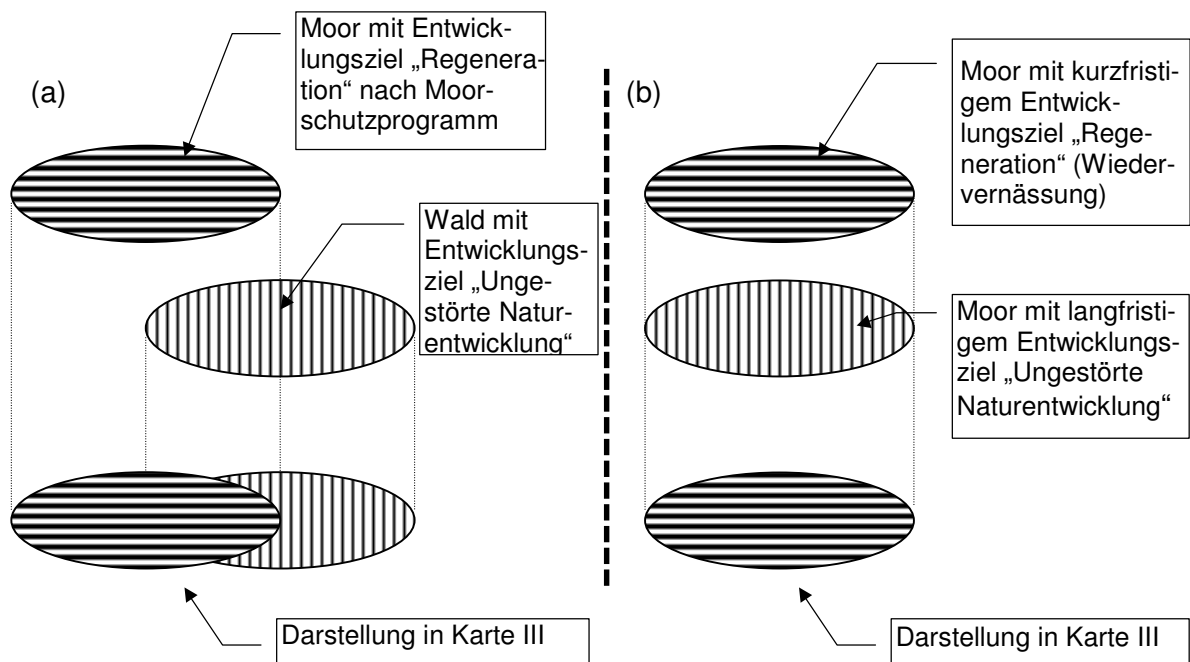 (a)
Moor mit Entwick-
lungsziel „Regenera-
tion“ nach Moor-
schutzprogramm
Wald mit
Entwicklungs-
ziel „Unge-
störte Natur-
entwicklung“
Darstellung in Karte III
(b)
Moor mit kurzfristi-
gem Entwick-
lungsziel „Rege-
neration“ (Wieder-
vernässung)
Moor mit langfristi-
gem Entwicklungs-
ziel „Ungestörte
Naturentwicklung“
Darstellung in Karte III